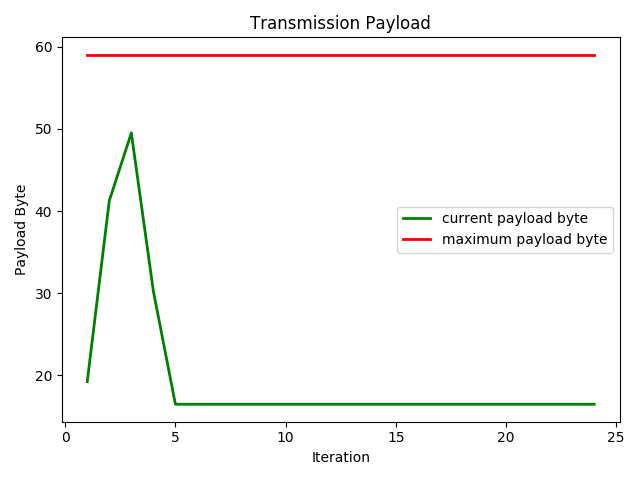 Transmission Payload
60
50
40
30
20
Payload Byte
current payload byte
maximum payload byte
0
5
10
15
20
25
Iteration